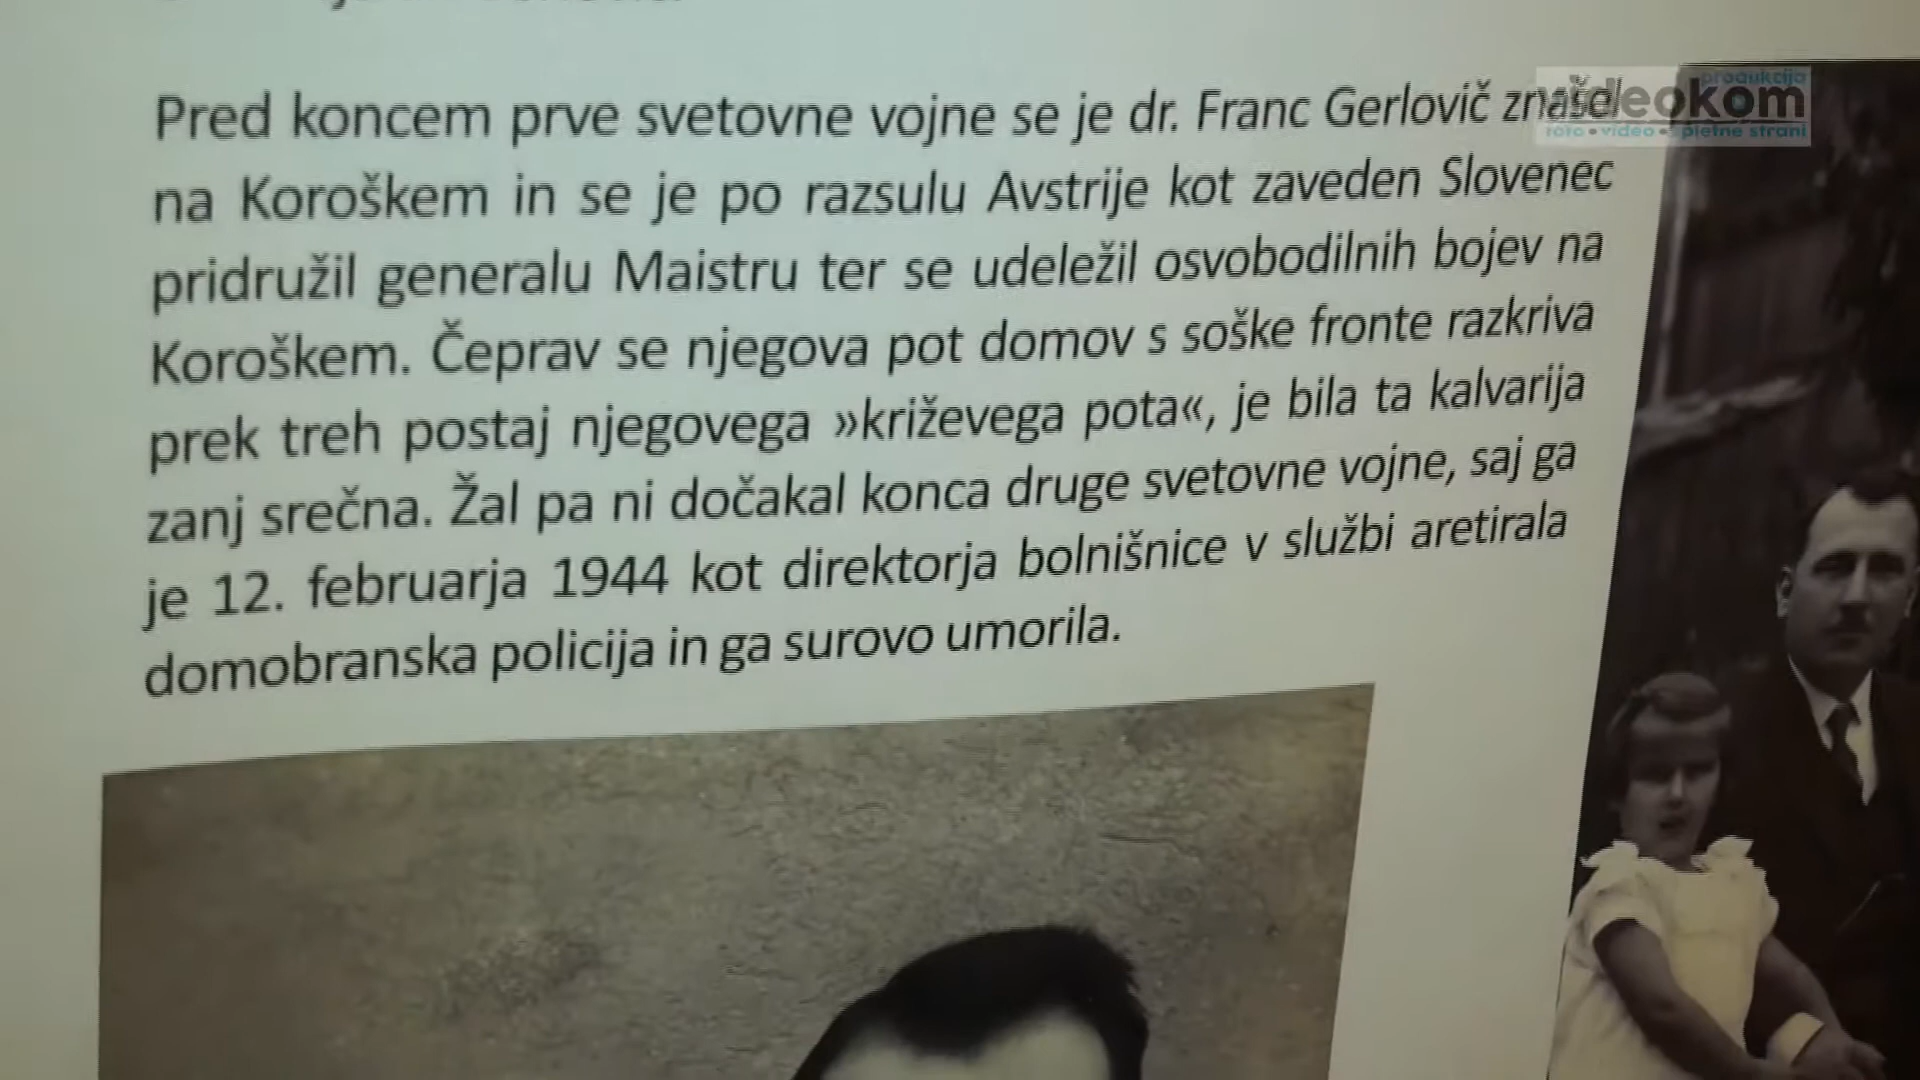 Pred koncem prve svetovne vojne se je dr. Franc Gerlovič znašel
na Koroškem in se je po razsulu Avstrije kot zaveden Slovenec
pridružil generalu Maistru ter se udeležil osvobodilnih bojev na
Koroškem. Čeprav se njegova pot domov s soške fronte razkriva
prek treh postaj njegovega »križevega pota«, je bila ta kalvarija
zanj srečna. Žal pa ni dočakal konca druge svetovne vojne, saj ga
je 12. februarja 1944 kot direktorja bolnišnice v službi aretirala
domobranska policija in ga surovo umorila.
produkcija
videokom
foto • video • spletne strani